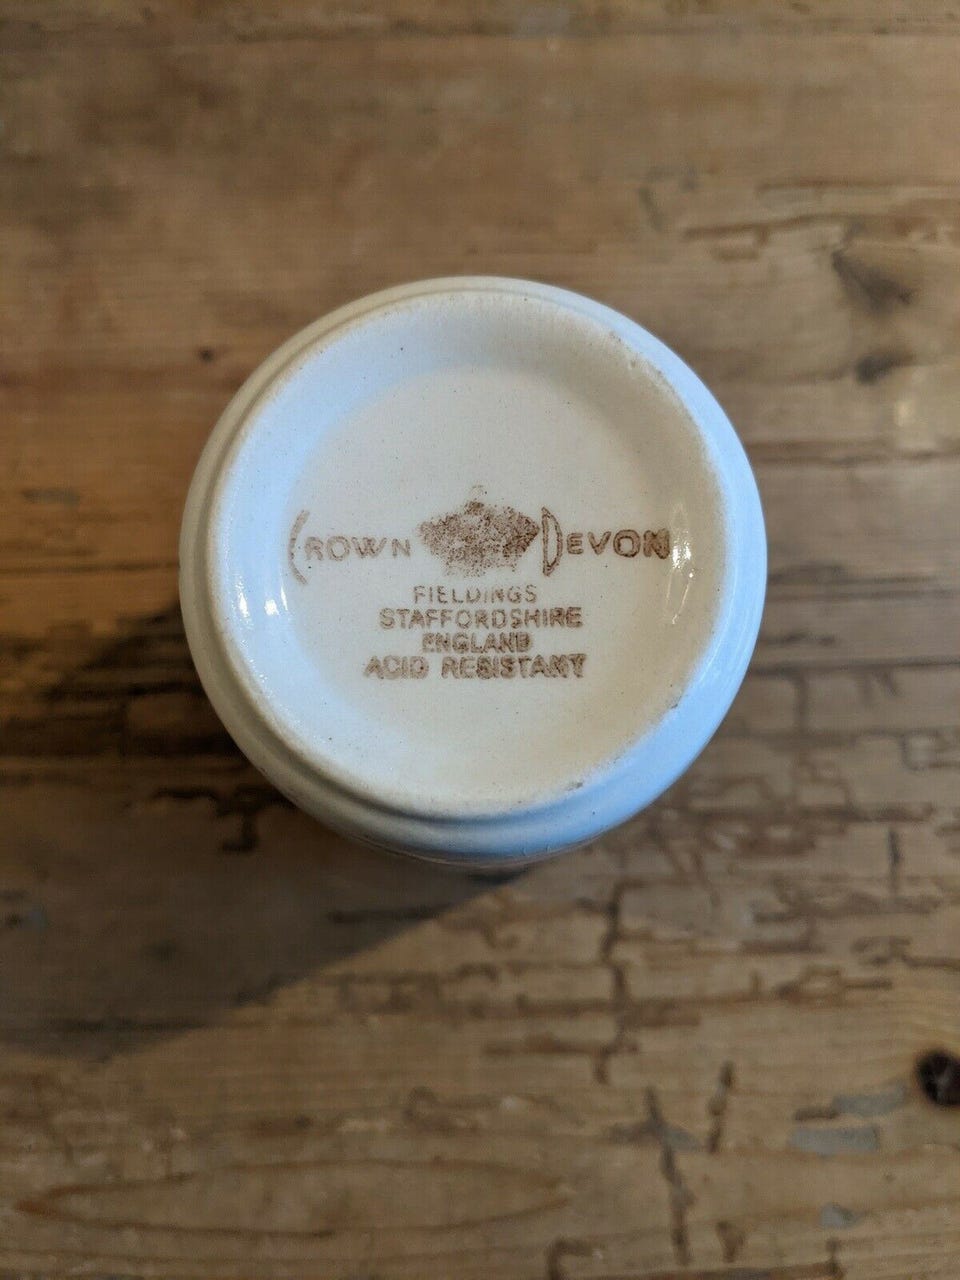 CROWN DEVON
FIELDINGS
STAFFORDSHIRE
ENGLAND
ACID RESISTANT